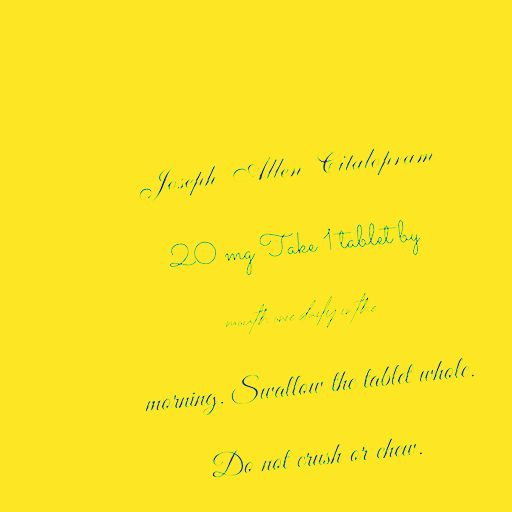 Joseph Allen Citalopram
20 mg Take 1 tablet by
mouth once daily in the
morning. Swallow the tablet whole.
Do not crush or chew.